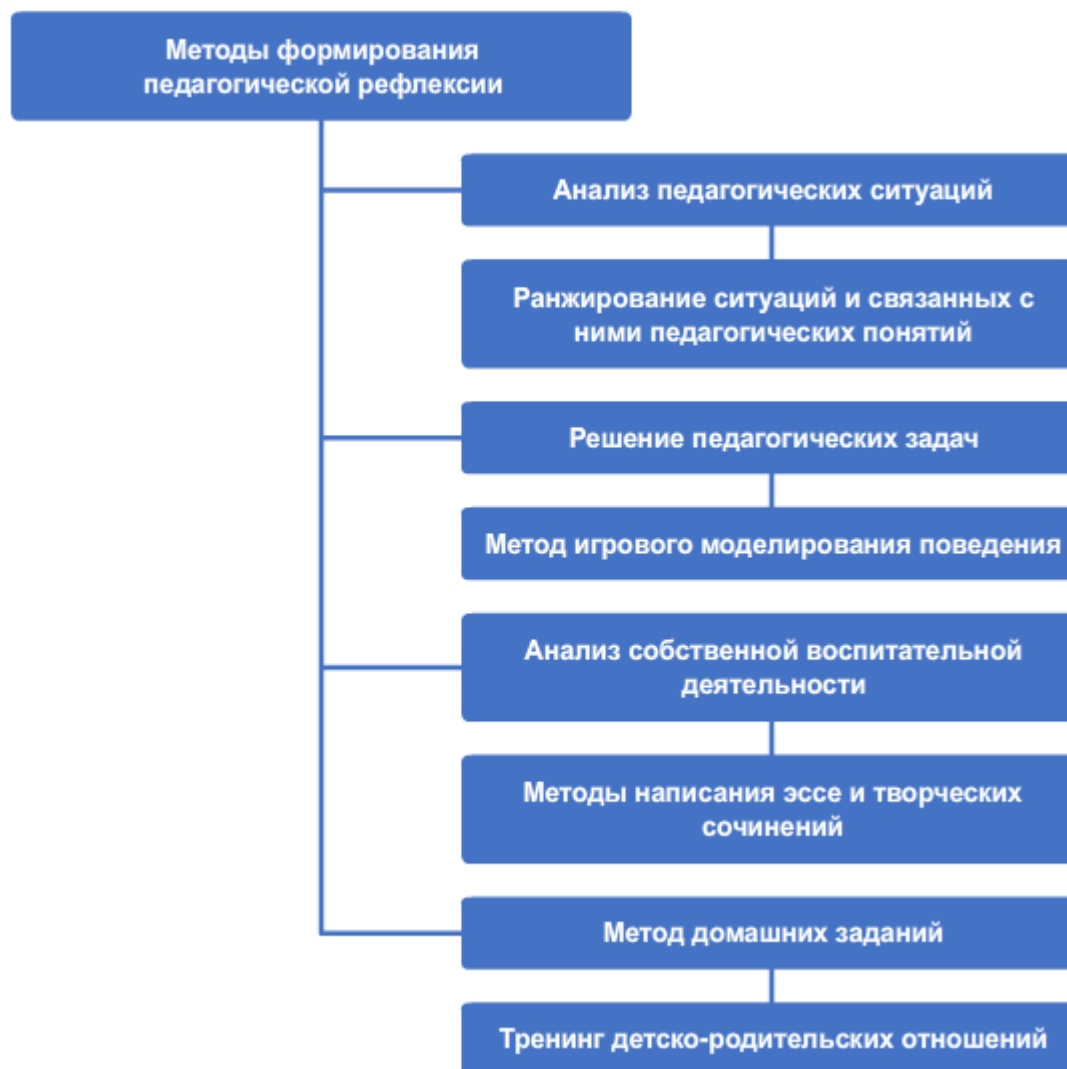 Методы формирования
педагогической рефлексии
Анализ педагогических ситуаций
Ранжирование ситуаций и связанных с
ними педагогических понятий
Решение педагогических задач
Метод игрового моделирования поведения
Анализ собственной воспитательной
деятельности
Методы написания эссе и творческих
сочинений
Метод домашних заданий
Тренинг детско-родительских отношений